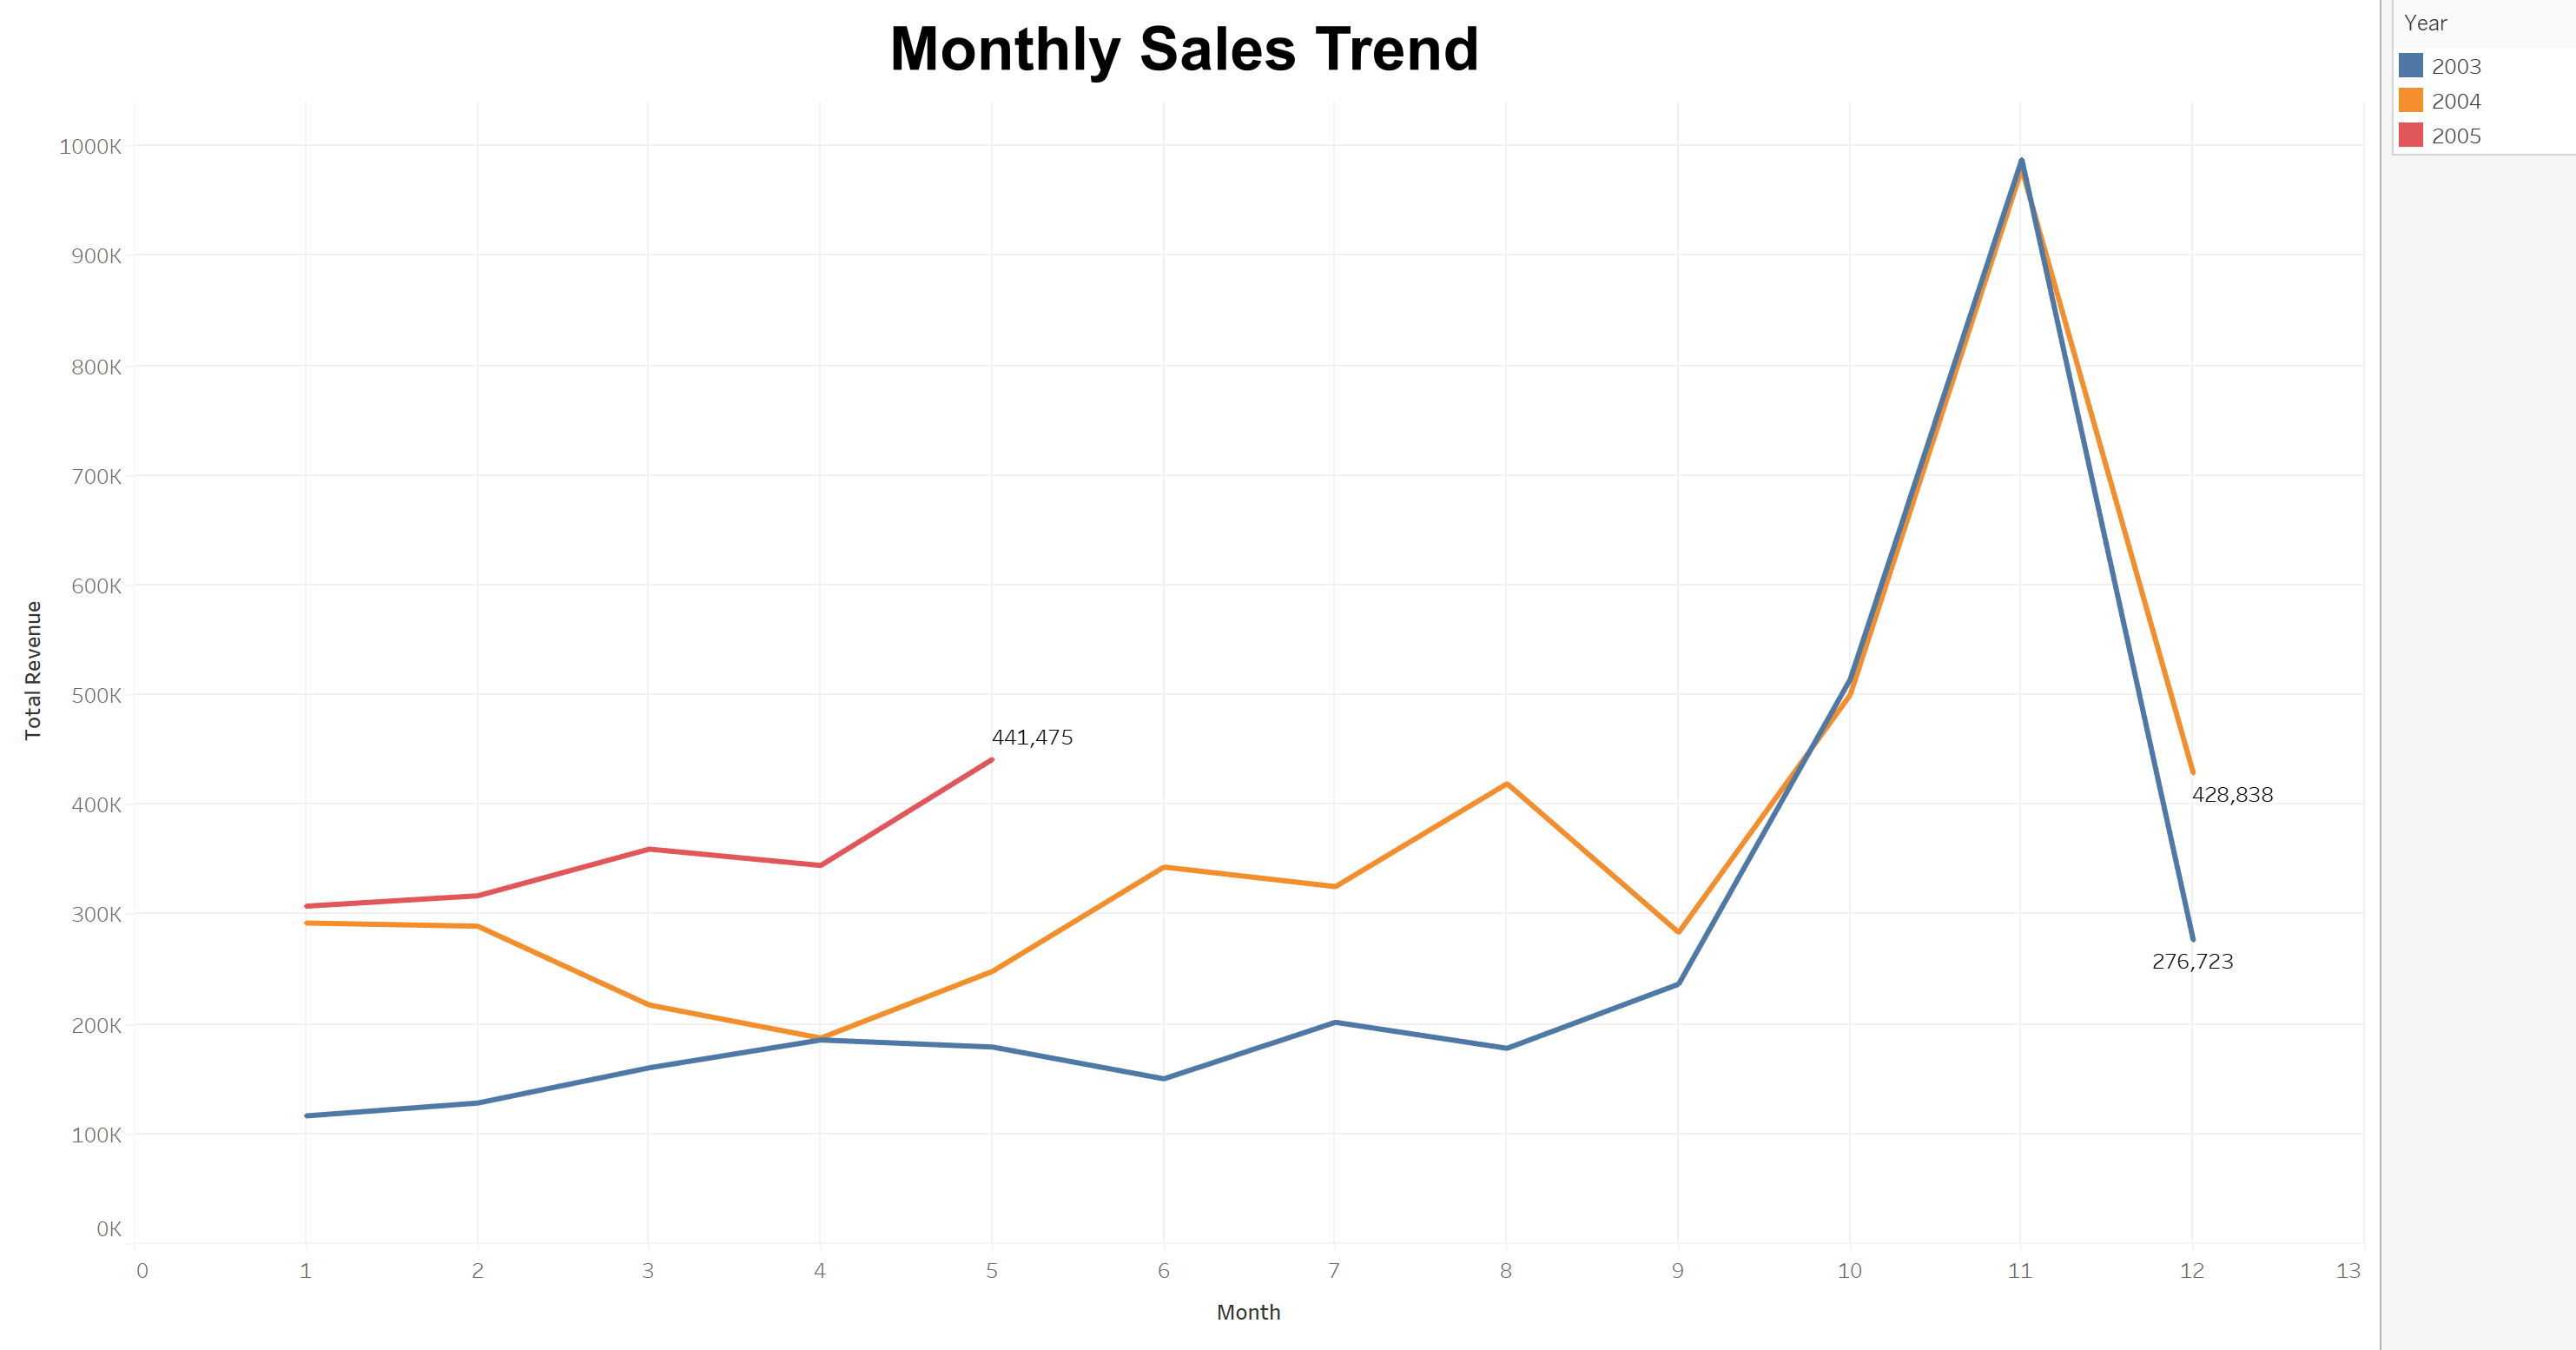 Monthly Sales Trend
Year
2003
2004
2005
1000K
900K
800K
700K
600K
500K
400K
300K
200K
100K
0K
Total Revenue
441,475
428,838
276,723
0 1 2 3 4 5 6 7 8 9 10 11 12 13
Month